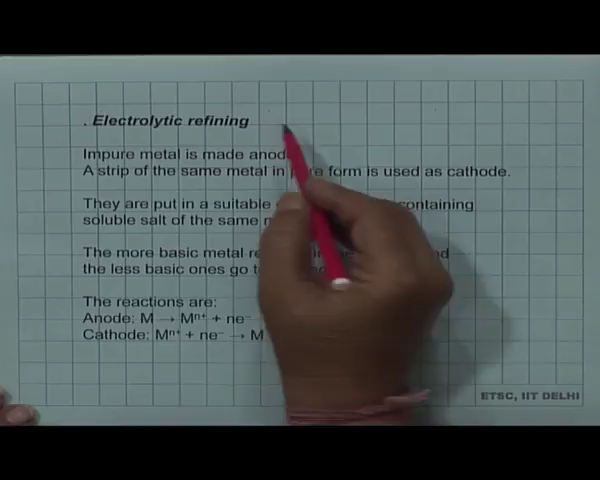 . Electrolytic refining
Impure metal is made
A strip of the same metal in form is used as cathode.
They are put in a suitable containing
soluble salt of the same
The more basic metal
the less basic ones go
The reactions are:
Anode: M → Mⁿ⁺ + ne⁻
Cathode: Mⁿ⁺ + ne⁻ → M
ETSC, IIT DELHI